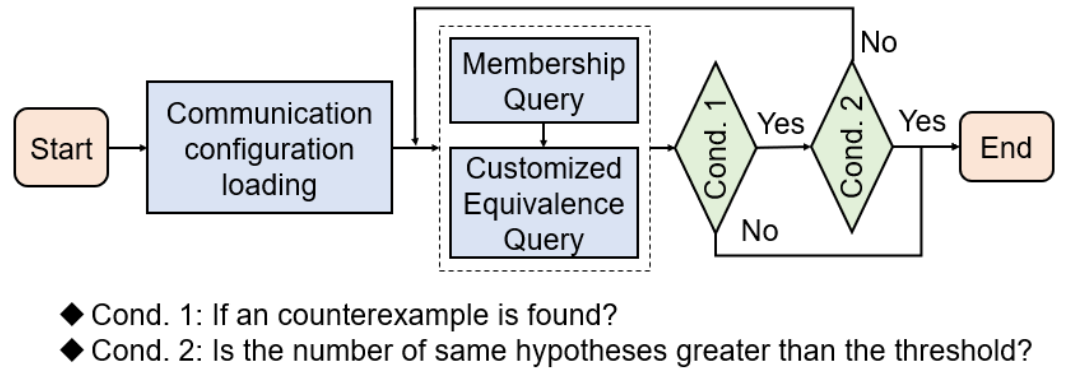 Start
Communication
configuration
loading
Membership
Query
Customized
Equivalence
Query
Cond. 1
Yes
No
Cond. 2
No
Yes
End
◆ Cond. 1: If an counterexample is found?
◆ Cond. 2: Is the number of same hypotheses greater than the threshold?